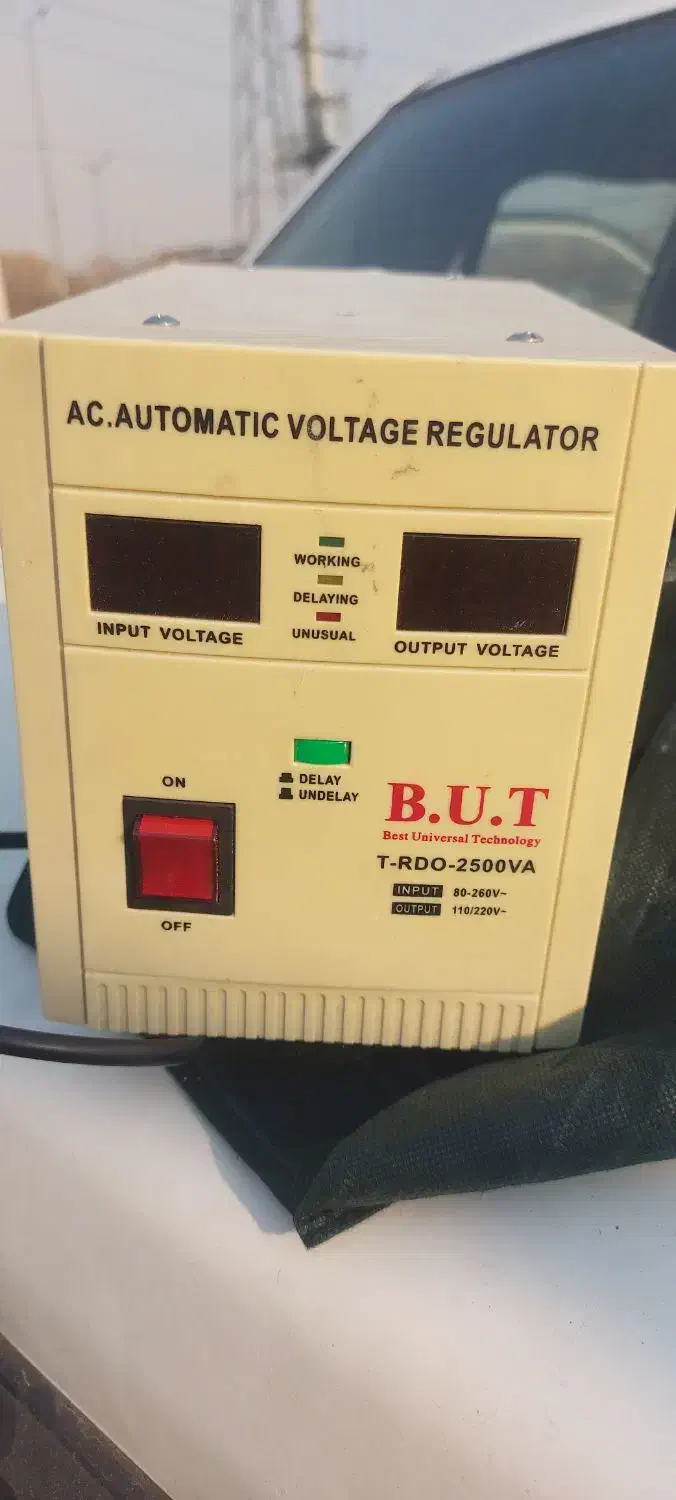 AC.AUTOMATIC VOLTAGE REGULATOR
WORKING
DELAYING
UNUSUAL
INPUT VOLTAGE
OUTPUT VOLTAGE
DELAY
UNDELAY
ON
OFF
B.U.T
Best Universal Technology
T-RDO-2500VA
INPUT 80-260V~
OUTPUT 110/220V~